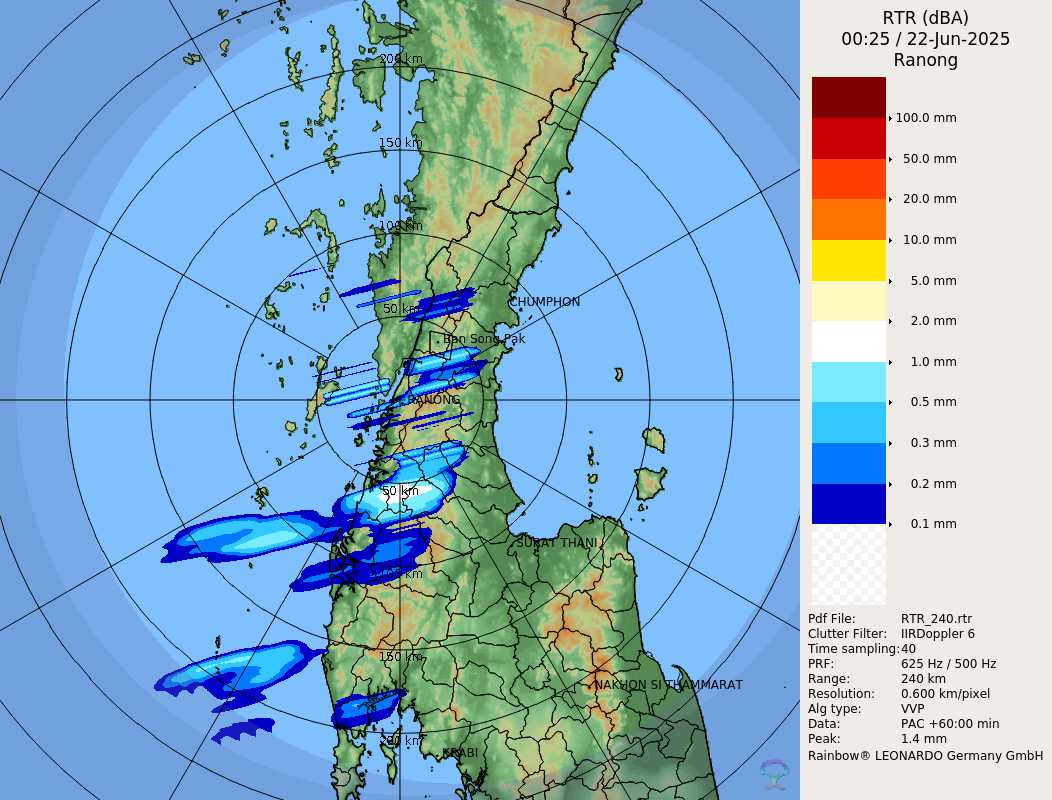 RTR (dBA)
00:25 / 22-Jun-2025
Ranong
200 km
150 km
100 km
50 km
CHUMPHON
Ban Song Pak
RANONG
50 km
SURAT THANI
100 km
150 km
NAKHON SI THAMMARAT
200 km
KRABI
100.0 mm
50.0 mm
20.0 mm
10.0 mm
5.0 mm
2.0 mm
1.0 mm
0.5 mm
0.3 mm
0.2 mm
0.1 mm
Pdf File: RTR_240.rtr
Clutter Filter: IIRDoppler 6
Time sampling: 40
PRF: 625 Hz / 500 Hz
Range: 240 km
Resolution: 0.600 km/pixel
Alg type: VVP
Data: PAC +60:00 min
Peak: 1.4 mm
Rainbow® LEONARDO Germany GmbH